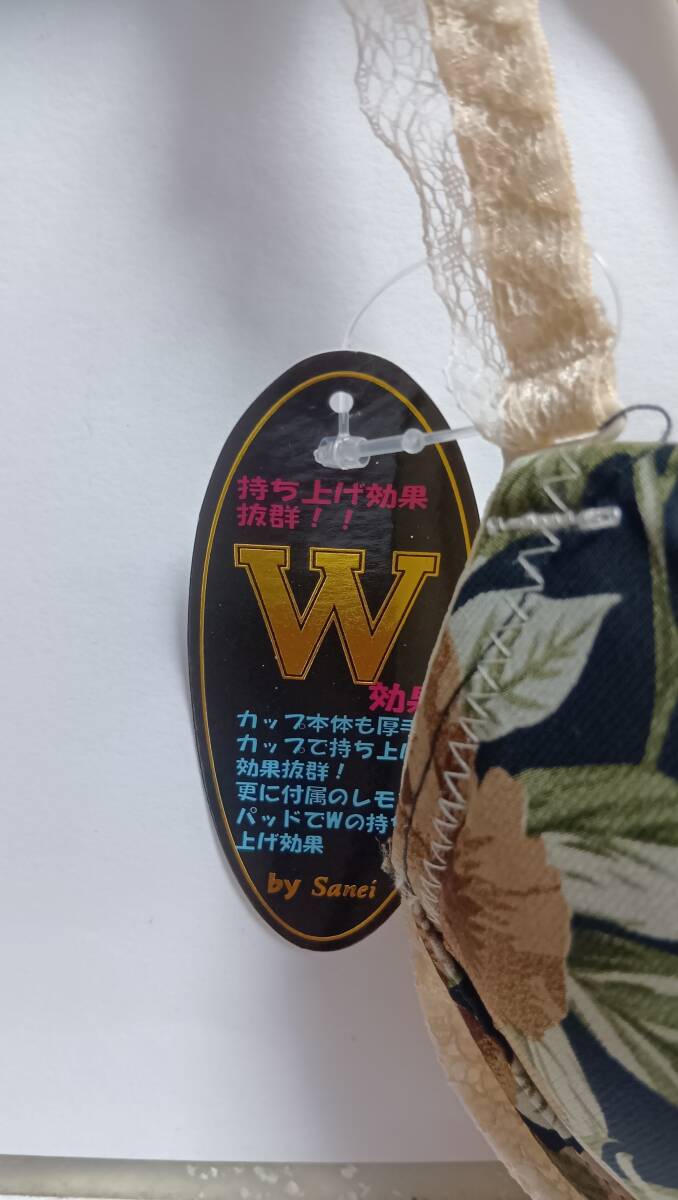 持ち上げ効果
抜群！！
W
効果
カップ本体も厚手
カップで持ち上げ
効果抜群！
更に付属のレモ
パッドでWの持ち
上げ効果
by Sanei